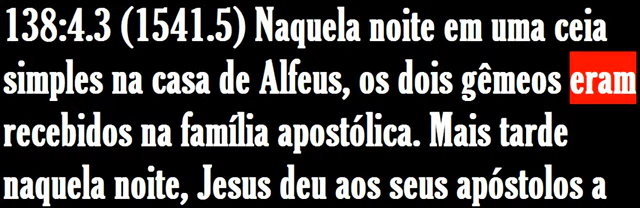 138:4.3 (1541.5) Naquela noite em uma ceia
simples na casa de Alfeus, os dois gêmeos eram
recebidos na família apostólica. Mais tarde
naquela noite, Jesus deu aos seus apóstolos a